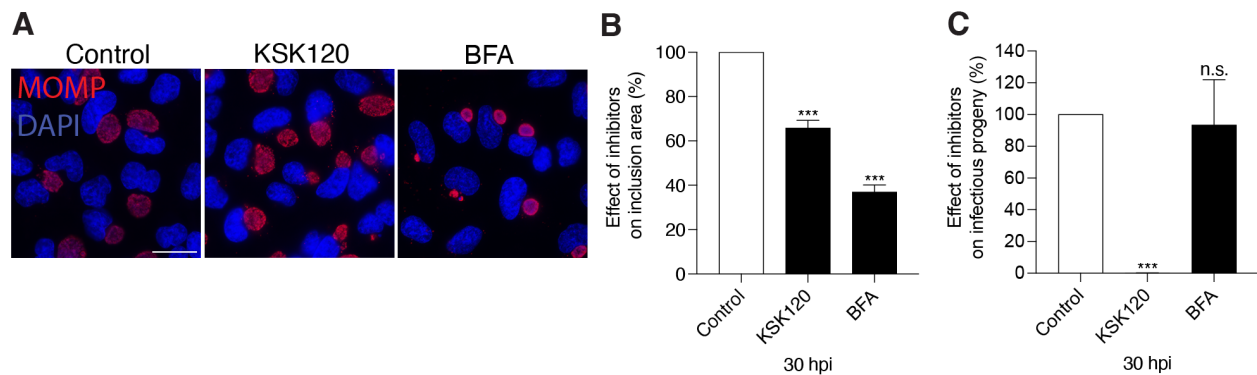 A
Control
KSK120
BFA
MOMP
DAPI
B
Effect of inhibitors
on inclusion area (%)
100
80
60
40
20
0
***
***
Control
KSK120
BFA
30 hpi
C
Effect of inhibitors
on infectious progeny (%)
140
120
100
80
60
40
20
0
***
n.s.
Control
KSK120
BFA
30 hpi